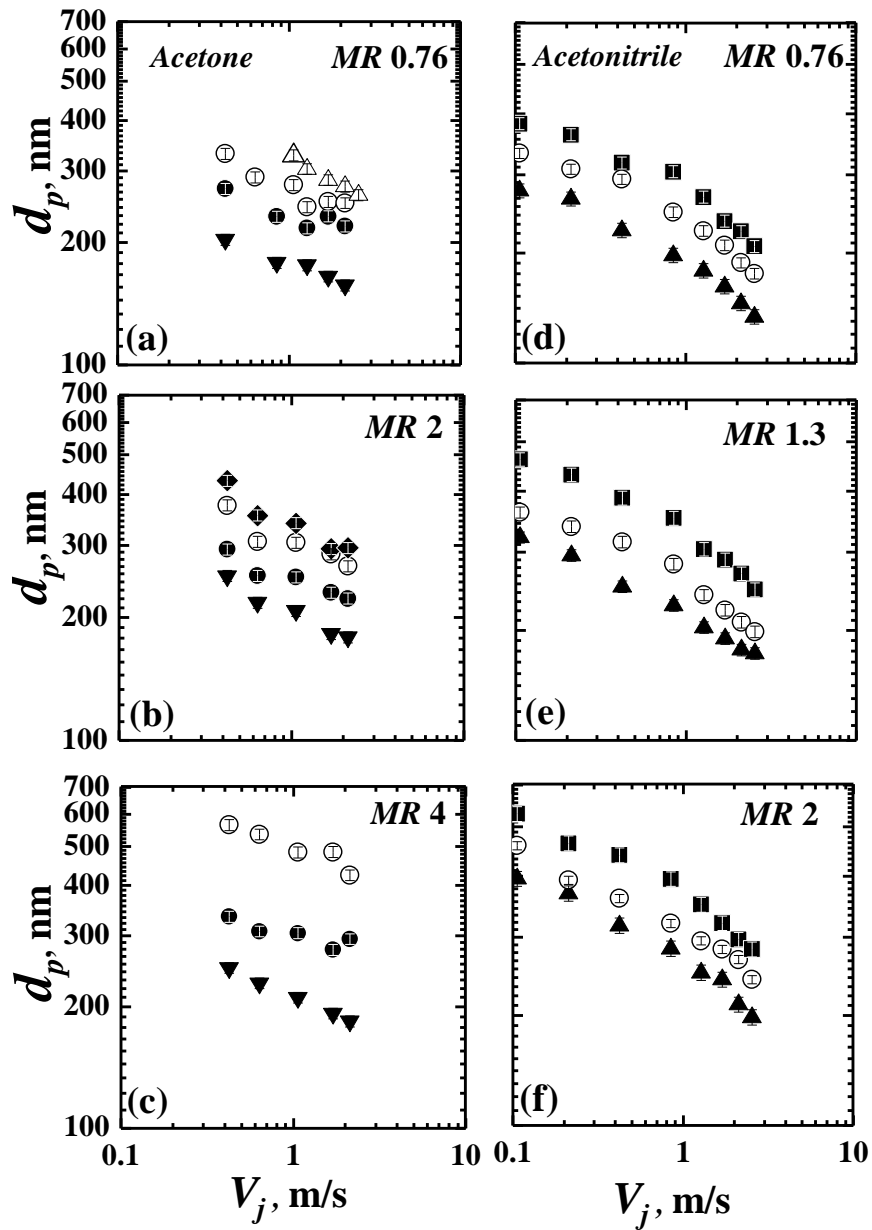 700
500
400
300
200
100
d_p, nm
Acetone MR 0.76
(a)
Acetonitrile MR 0.76
(d)
700
500
400
300
200
100
d_p, nm
MR 2
(b)
MR 1.3
(e)
700
600
500
400
300
200
100
d_p, nm
MR 4
(c)
MR 2
(f)
0.1 1 10
0.1 1 10
V_j, m/s
V_j, m/s